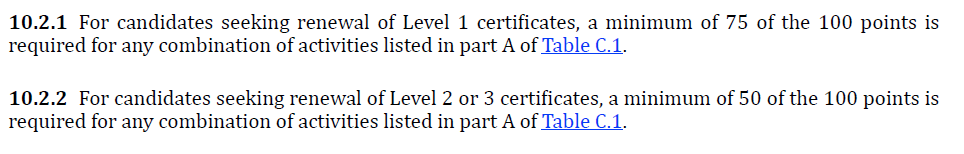 10.2.1 For candidates seeking renewal of Level 1 certificates, a minimum of 75 of the 100 points is
required for any combination of activities listed in part A of Table C.1.
10.2.2 For candidates seeking renewal of Level 2 or 3 certificates, a minimum of 50 of the 100 points is
required for any combination of activities listed in part A of Table C.1.